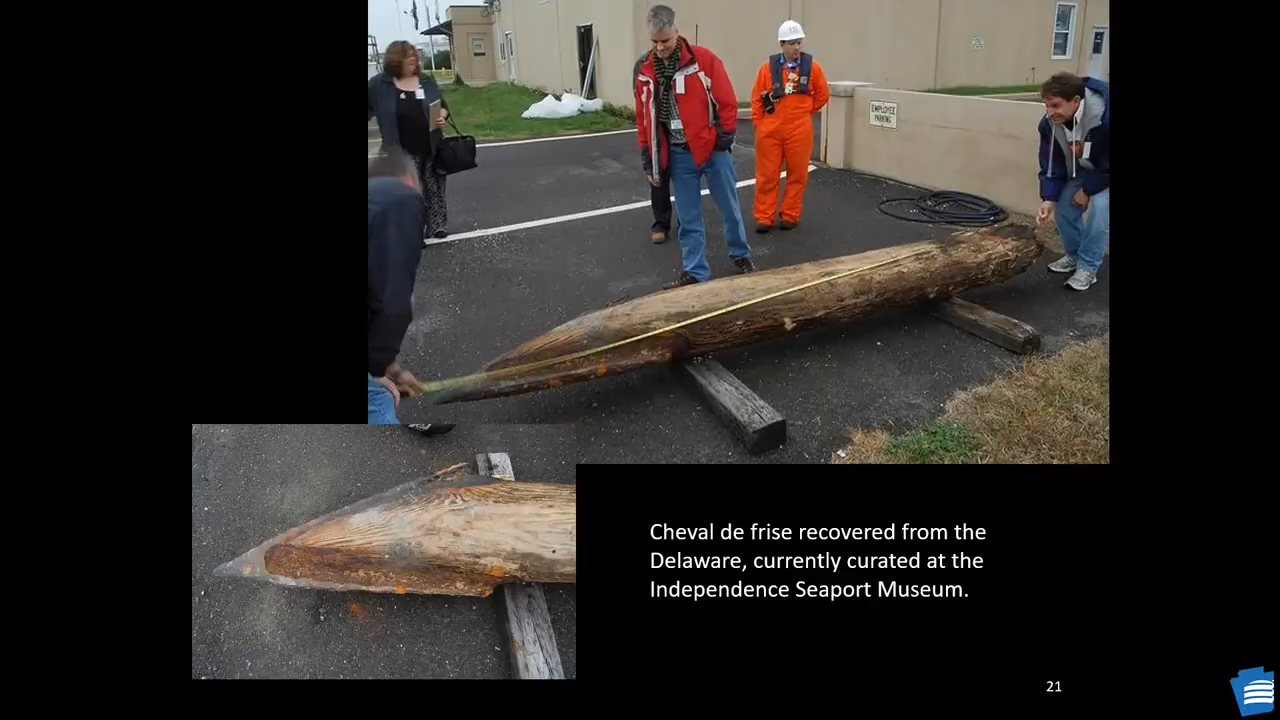 EMPLOYEE
PARKING
Cheval de frise recovered from the
Delaware, currently curated at the
Independence Seaport Museum.
21